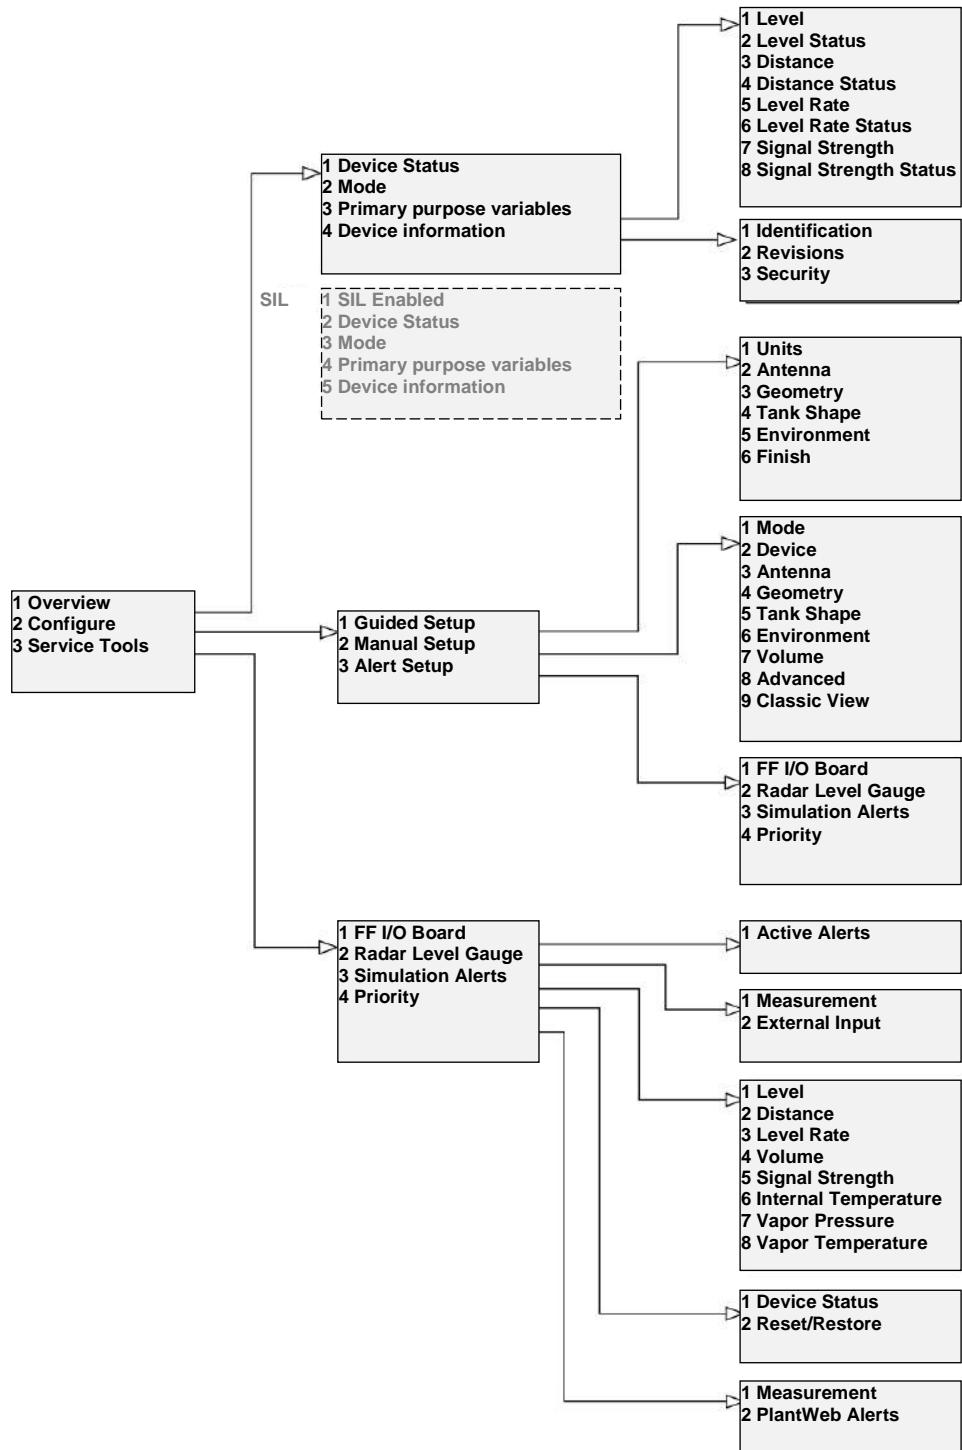 1 Overview
2 Configure
3 Service Tools
1 Device Status
2 Mode
3 Primary purpose variables
4 Device information
SIL
1 SIL Enabled
2 Device Status
3 Mode
4 Primary purpose variables
5 Device information
1 Guided Setup
2 Manual Setup
3 Alert Setup
1 FF I/O Board
2 Radar Level Gauge
3 Simulation Alerts
4 Priority
1 Level
2 Level Status
3 Distance
4 Distance Status
5 Level Rate
6 Level Rate Status
7 Signal Strength
8 Signal Strength Status
1 Identification
2 Revisions
3 Security
1 Units
2 Antenna
3 Geometry
4 Tank Shape
5 Environment
6 Finish
1 Mode
2 Device
3 Antenna
4 Geometry
5 Tank Shape
6 Environment
7 Volume
8 Advanced
9 Classic View
1 FF I/O Board
2 Radar Level Gauge
3 Simulation Alerts
4 Priority
1 Active Alerts
1 Measurement
2 External Input
1 Level
2 Distance
3 Level Rate
4 Volume
5 Signal Strength
6 Internal Temperature
7 Vapor Pressure
8 Vapor Temperature
1 Device Status
2 Reset/Restore
1 Measurement
2 PlantWeb Alerts